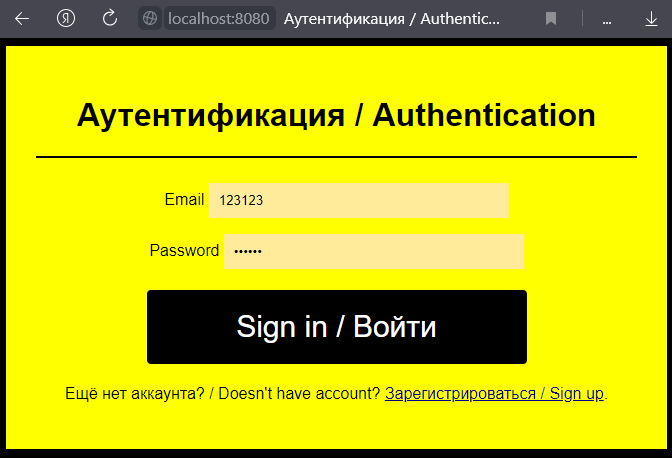 localhost:8080 Аутентификация / Authentic...
Аутентификация / Authentication
Email 123123
Password ••••••
Sign in / Войти
Ещё нет аккаунта? / Doesn't have account? Зарегистрироваться / Sign up.